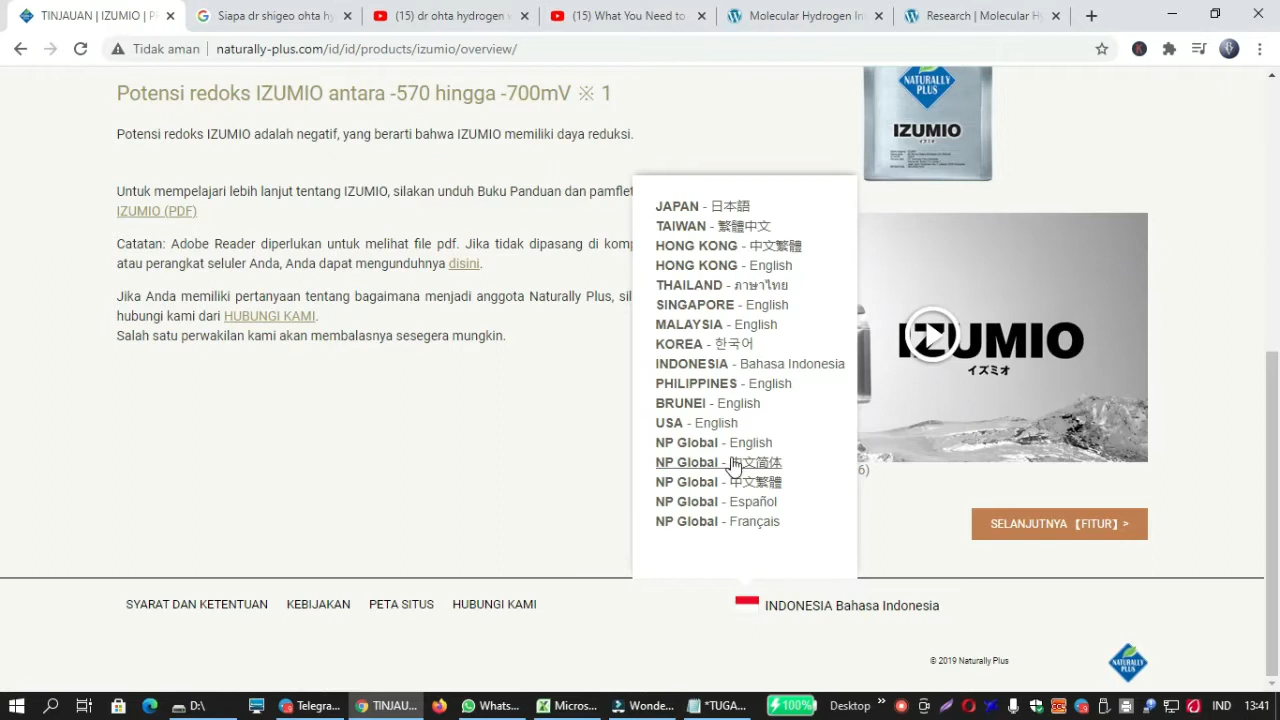 TINJAUAN | IZUMIO | P
Siapa dr shigeo ohta h
(15) dr ohta hydrogen
(15) What You Need to
Molecular Hydrogen In
Research | Molecular Hy
Tidak aman
naturally-plus.com/id/id/products/izumio/overview/
Potensi redoks IZUMIO antara -570 hingga -700mV ※ 1
NATURALLY PLUS
IZUMIO
Potensi redoks IZUMIO adalah negatif, yang berarti bahwa IZUMIO memiliki daya reduksi.
Untuk mempelajari lebih lanjut tentang IZUMIO, silakan unduh Buku Panduan dan pamflet
IZUMIO (PDF)
Catatan: Adobe Reader diperlukan untuk melihat file pdf. Jika tidak dipasang di komp
atau perangkat seluler Anda, Anda dapat mengunduhnya disini.
Jika Anda memiliki pertanyaan tentang bagaimana menjadi anggota Naturally Plus, sil
hubungi kami dari HUBUNGI KAMI.
Salah satu perwakilan kami akan membalasnya sesegera mungkin.
JAPAN - 日本語
TAIWAN - 繁體中文
HONG KONG - 中文繁體
HONG KONG - English
THAILAND - ภาษาไทย
SINGAPORE - English
MALAYSIA - English
KOREA - 한국어
INDONESIA - Bahasa Indonesia
PHILIPPINES - English
BRUNEI - English
USA - English
NP Global - English
NP Global - 中文简体
NP Global - 中文繁體
NP Global - Español
NP Global - Français
IZUMIO
イズミオ
6)
SELANJUTNYA 【FITUR】 >
SYARAT DAN KETENTUAN KEBIJAKAN PETA SITUS HUBUNGI KAMI
INDONESIA Bahasa Indonesia
© 2019 Naturally Plus
NATURALLY PLUS
D:\ Telegra... TINJAU... Whats... Micros... Wonde... *TUGA... 100% Desktop » IND 13:41